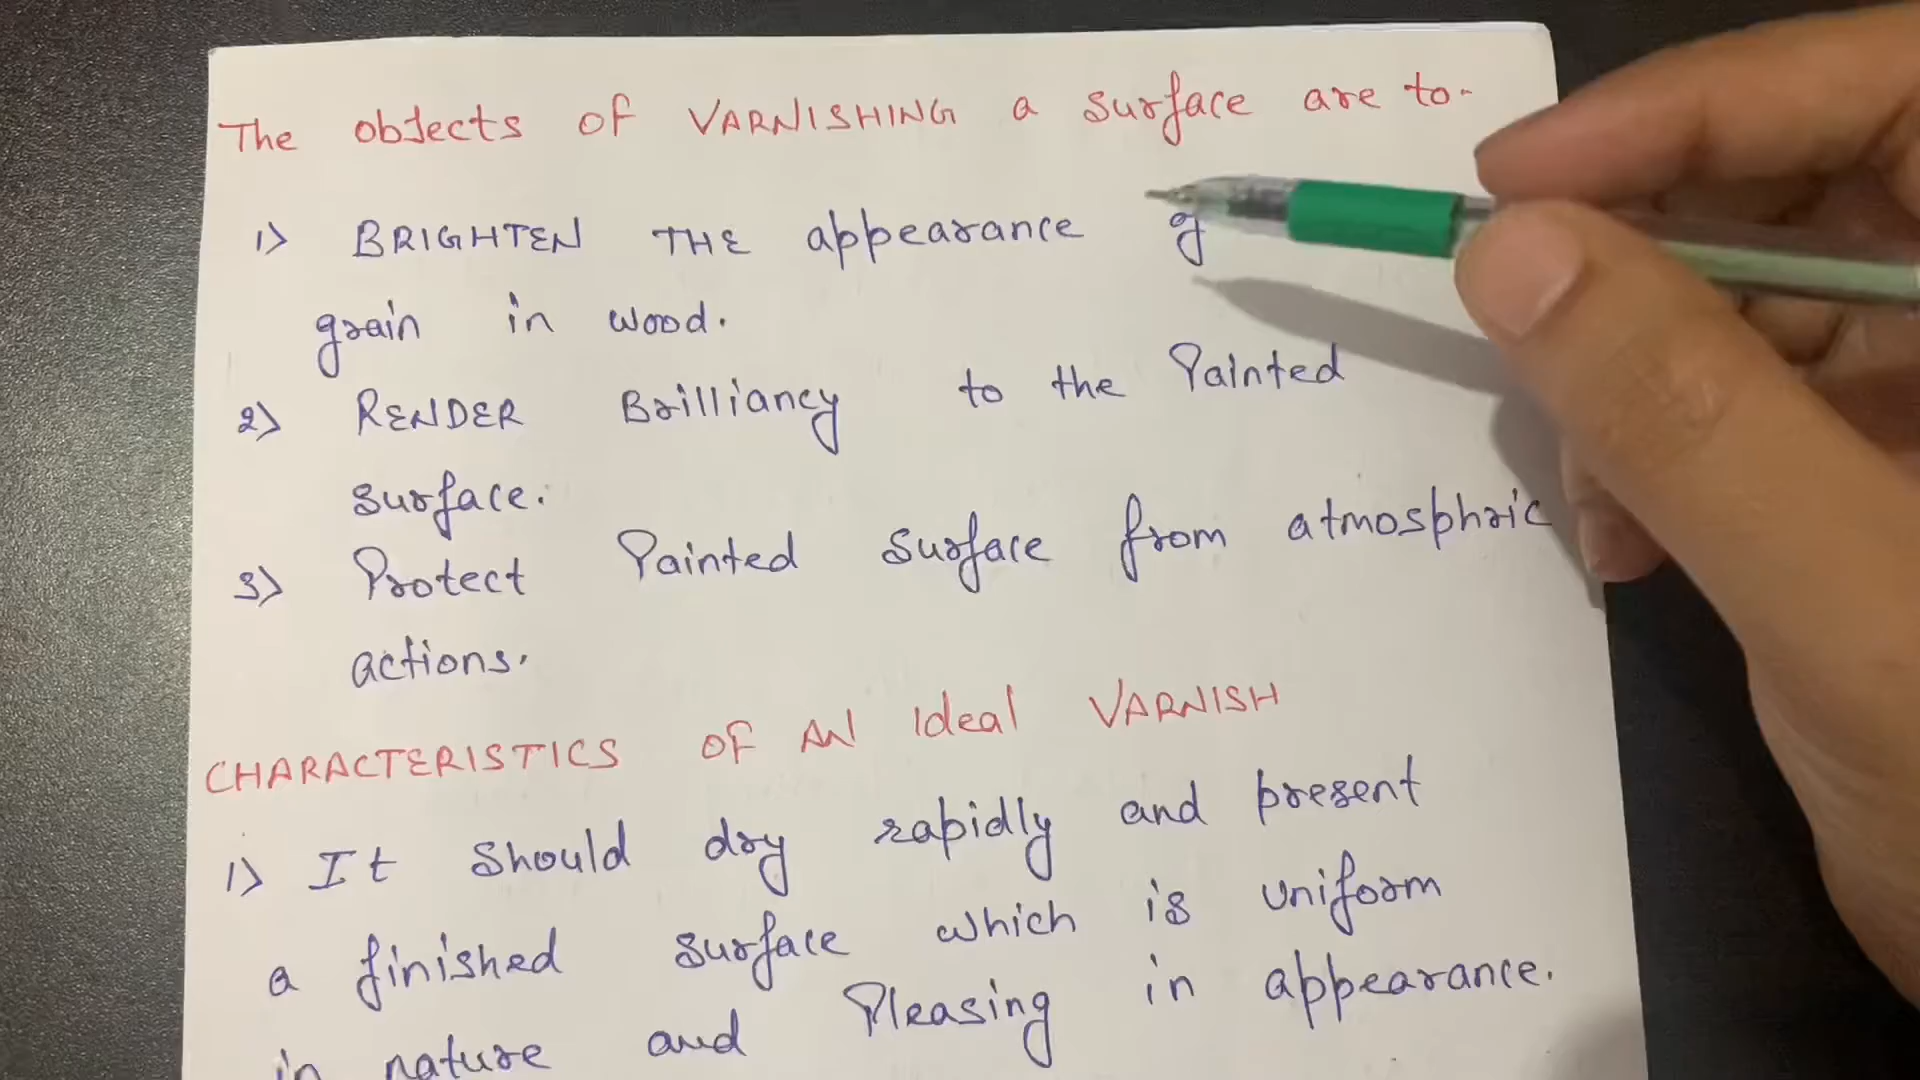 The objects of VARNISHING a surface are to-
1) BRIGHTEN THE appearance of
grain in wood.
2) RENDER Brilliancy to the Painted
surface.
3) Protect Painted surface from atmosphric
actions.
CHARACTERISTICS OF AN Ideal VARNISH
1) It should dry rapidly and present
a finished surface which is uniform
in nature and Pleasing in appearance.